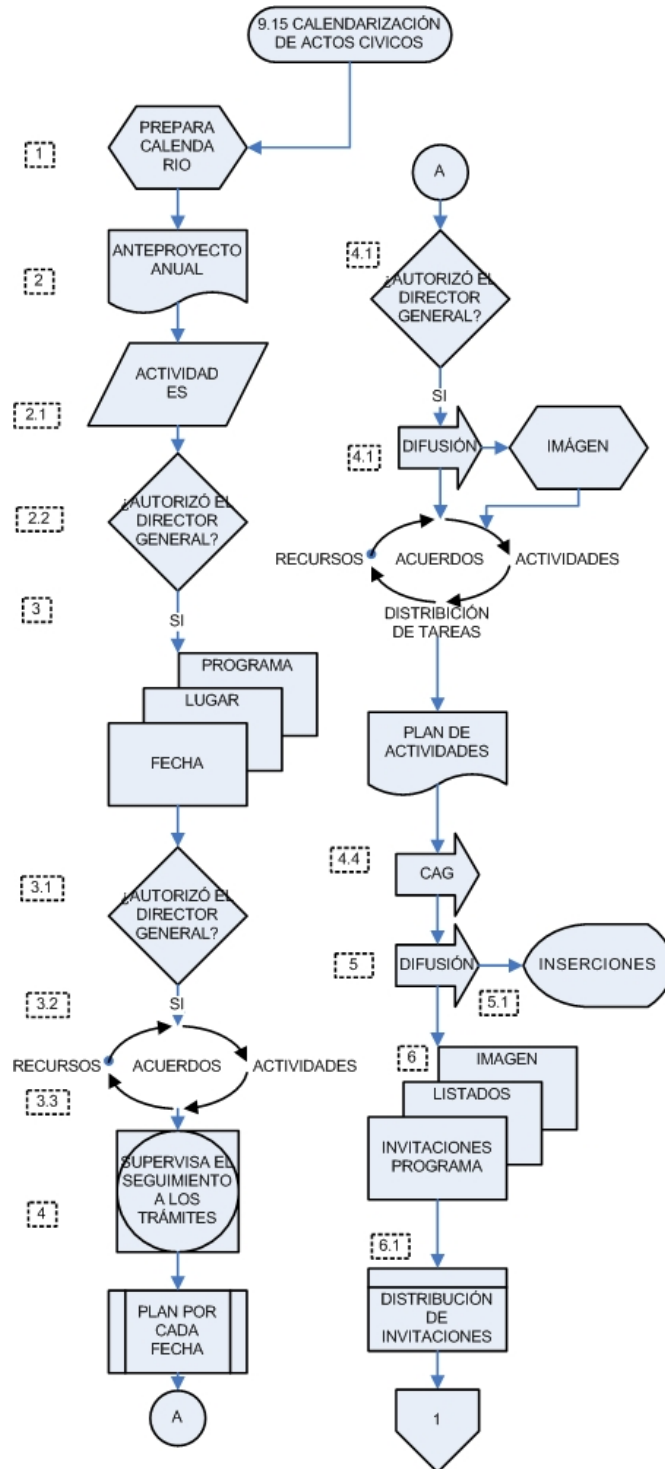 9.15 CALENDARIZACIÓN
DE ACTOS CIVICOS
1
PREPARA
CALENDA
RIO
2
ANTEPROYECTO
ANUAL
2.1
ACTIVIDAD
ES
2.2
¿AUTORIZÓ EL
DIRECTOR
GENERAL?
3
SI
PROGRAMA
LUGAR
FECHA
3.1
¿AUTORIZÓ EL
DIRECTOR
GENERAL?
3.2
SI
RECURSOS
ACUERDOS
ACTIVIDADES
3.3
SUPERVISA EL
SEGUIMIENTO
A LOS
TRÁMITES
4
PLAN POR
CADA
FECHA
A
A
4.1
¿AUTORIZÓ EL
DIRECTOR
GENERAL?
SI
4.1
DIFUSIÓN
IMÁGEN
RECURSOS
ACUERDOS
ACTIVIDADES
DISTRIBICIÓN
DE TAREAS
PLAN DE
ACTIVIDADES
4.4
CAG
5
DIFUSIÓN
5.1
INSERCIONES
6
IMAGEN
LISTADOS
INVITACIONES
PROGRAMA
6.1
DISTRIBUCIÓN
DE
INVITACIONES
1